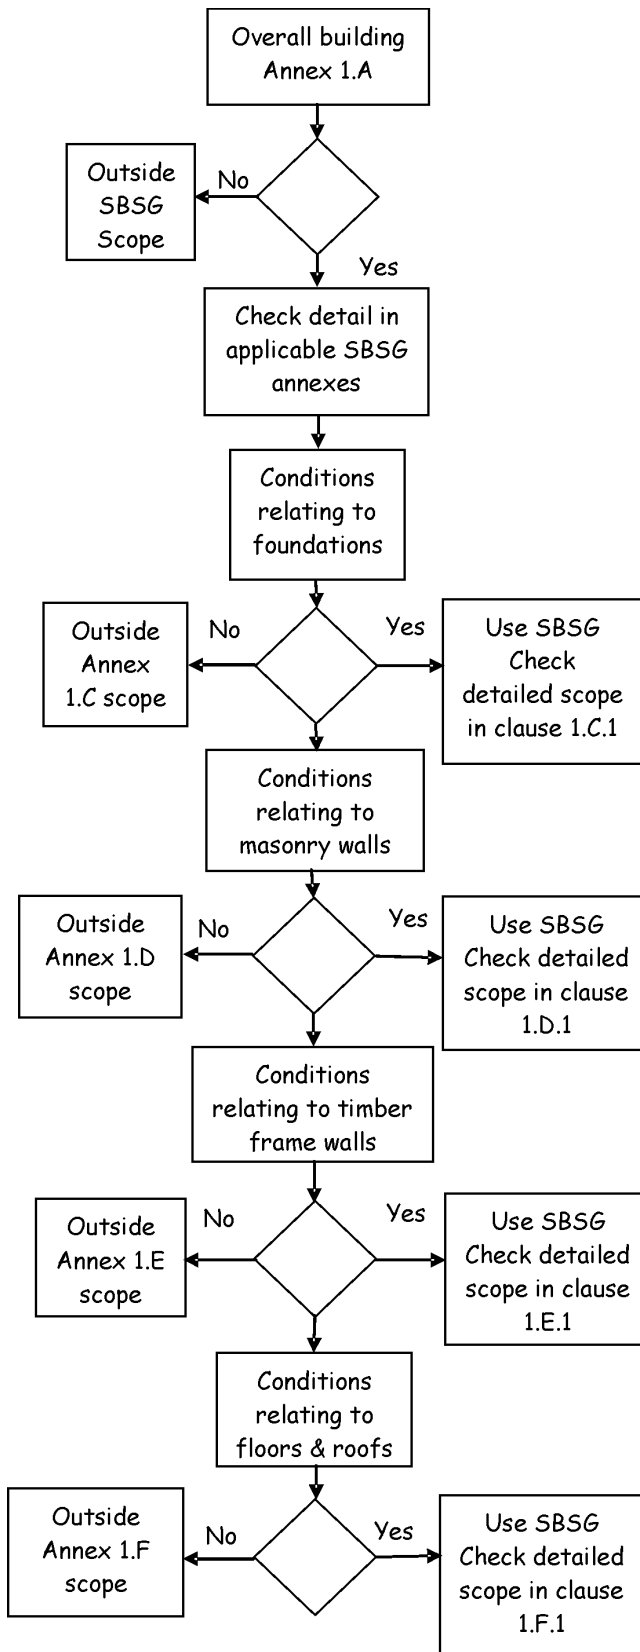 Overall building
Annex 1.A
Outside
SBSG
Scope
No
Yes
Check detail in
applicable SBSG
annexes
Conditions
relating to
foundations
Outside
Annex
1.C scope
No
Yes
Use SBSG
Check
detailed scope
in clause 1.C.1
Conditions
relating to
masonry walls
Outside
Annex 1.D
scope
No
Yes
Use SBSG
Check detailed
scope in clause
1.D.1
Conditions
relating to timber
frame walls
Outside
Annex 1.E
scope
No
Yes
Use SBSG
Check detailed
scope in clause
1.E.1
Conditions
relating to
floors & roofs
Outside
Annex 1.F
scope
No
Yes
Use SBSG
Check detailed
scope in clause
1.F.1